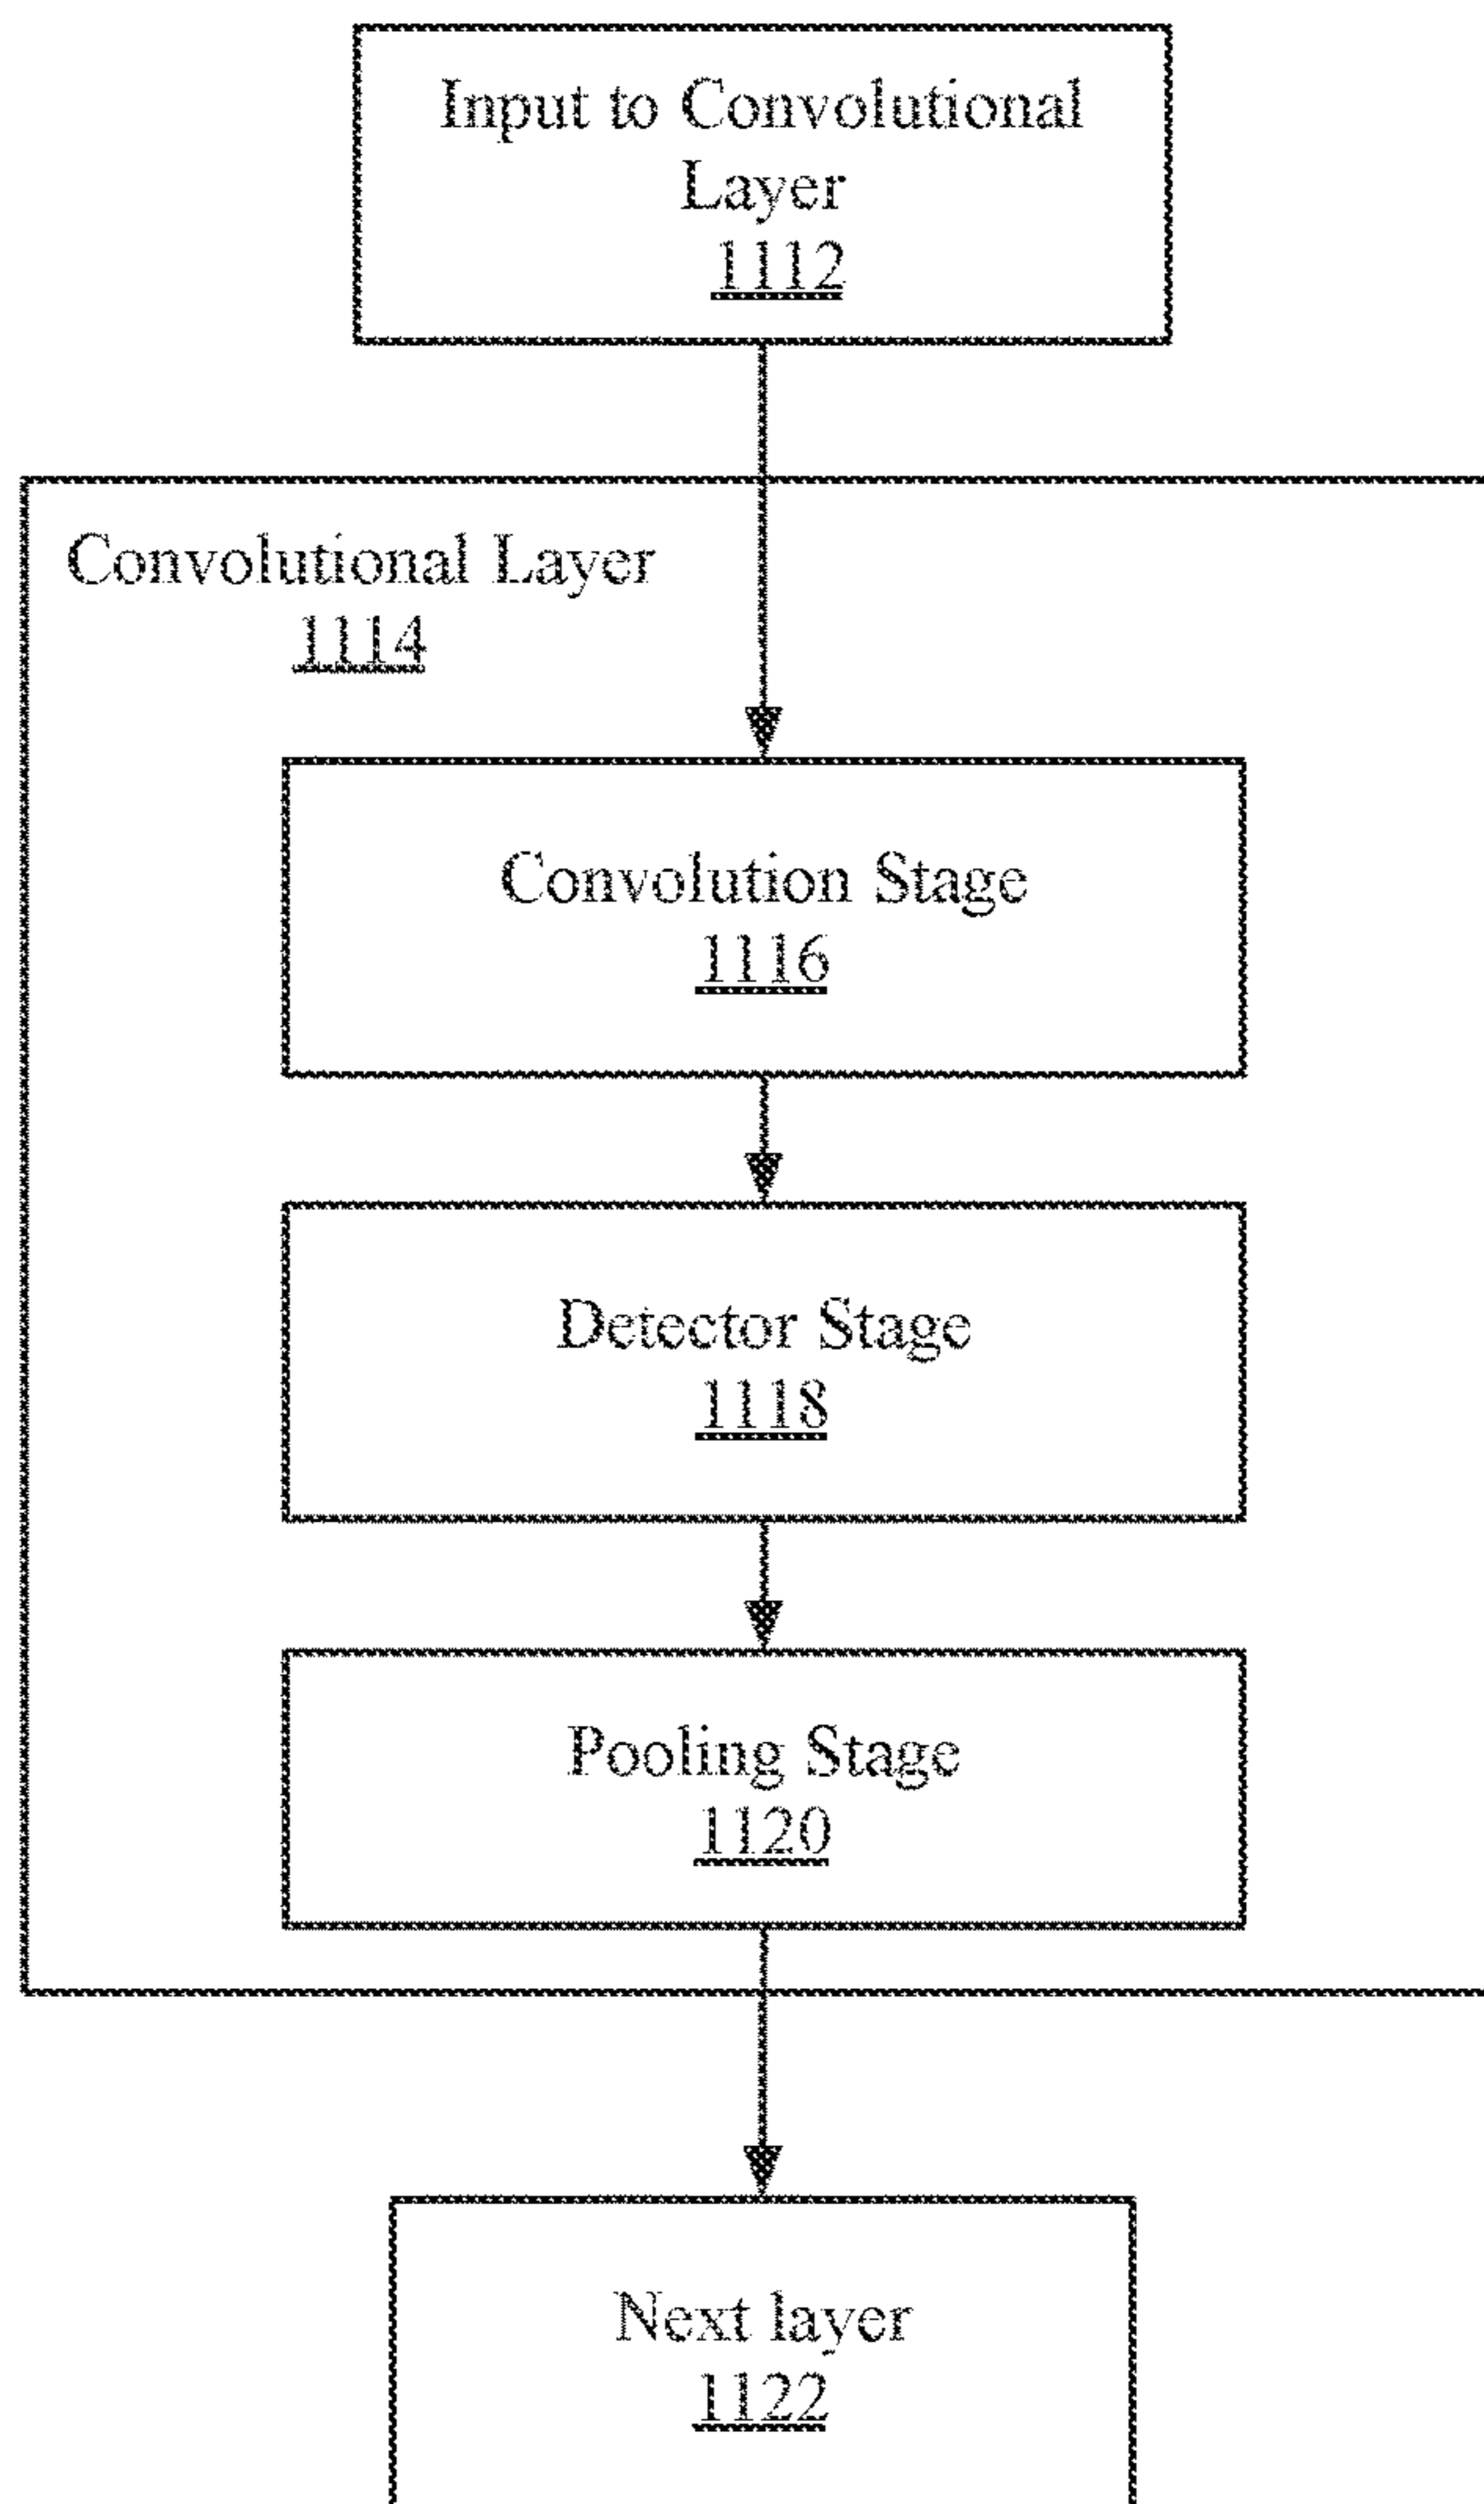 Input to Convolutional
Layer
1112
Convolutional Layer
1114
Convolution Stage
1116
Detector Stage
1118
Pooling Stage
1120
Next layer
1122